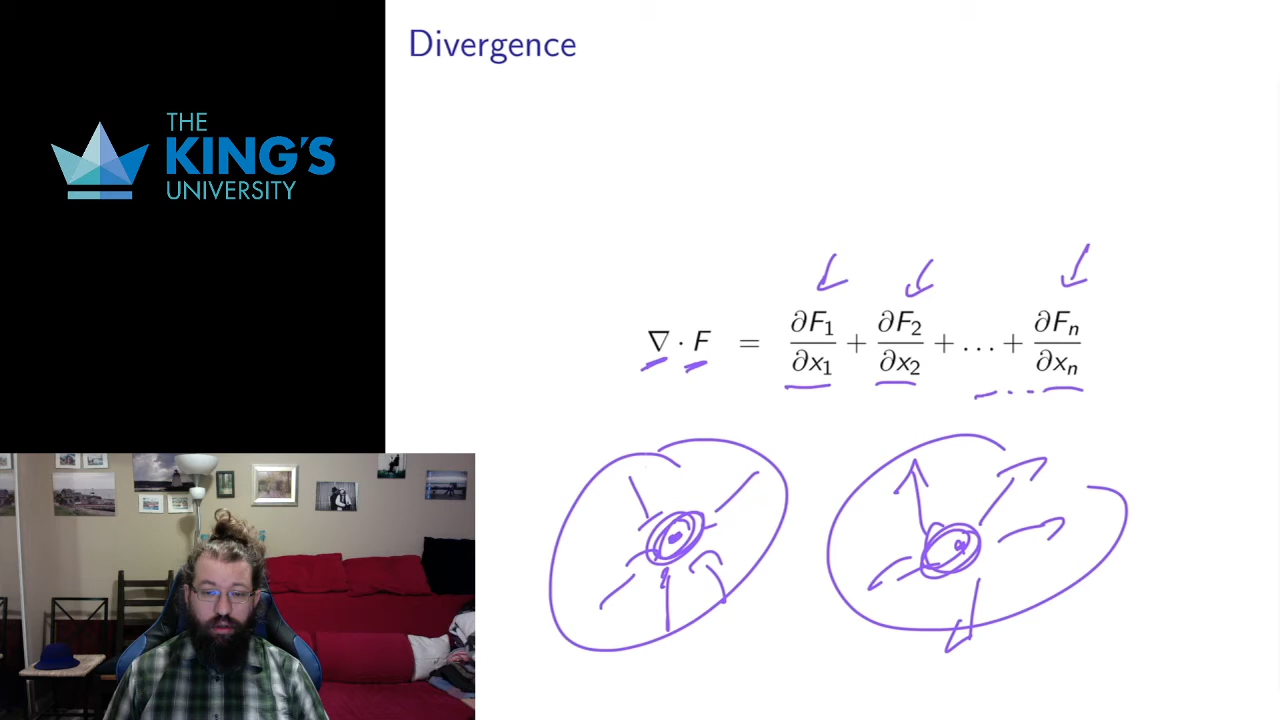 THE
KING'S
UNIVERSITY
Divergence
∇ · F = ∂F₁/∂x₁ + ∂F₂/∂x₂ + … + ∂Fₙ/∂xₙ